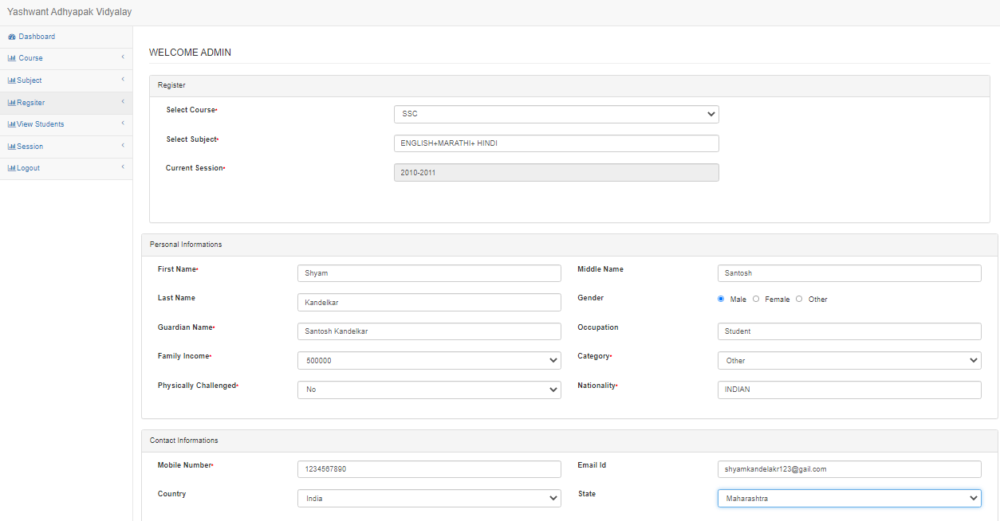 Yashwant Adhyapak Vidyalay
Dashboard
Course
Subject
Regsiter
View Students
Session
Logout
WELCOME ADMIN
Register
Select Course*
SSC
Select Subject*
ENGLISH+MARATHI+ HINDI
Current Session*
2010-2011
Personal Informations
First Name* Shyam Middle Name Santosh
Last Name Kandelkar Gender Male Female Other
Guardian Name* Santosh Kandelkar Occupation Student
Family Income* 500000 Category* Other
Physically Challenged* No Nationality* INDIAN
Contact Informations
Mobile Number* 1234567890 Email Id shyamkandelakr123@gail.com
Country India State Maharashtra